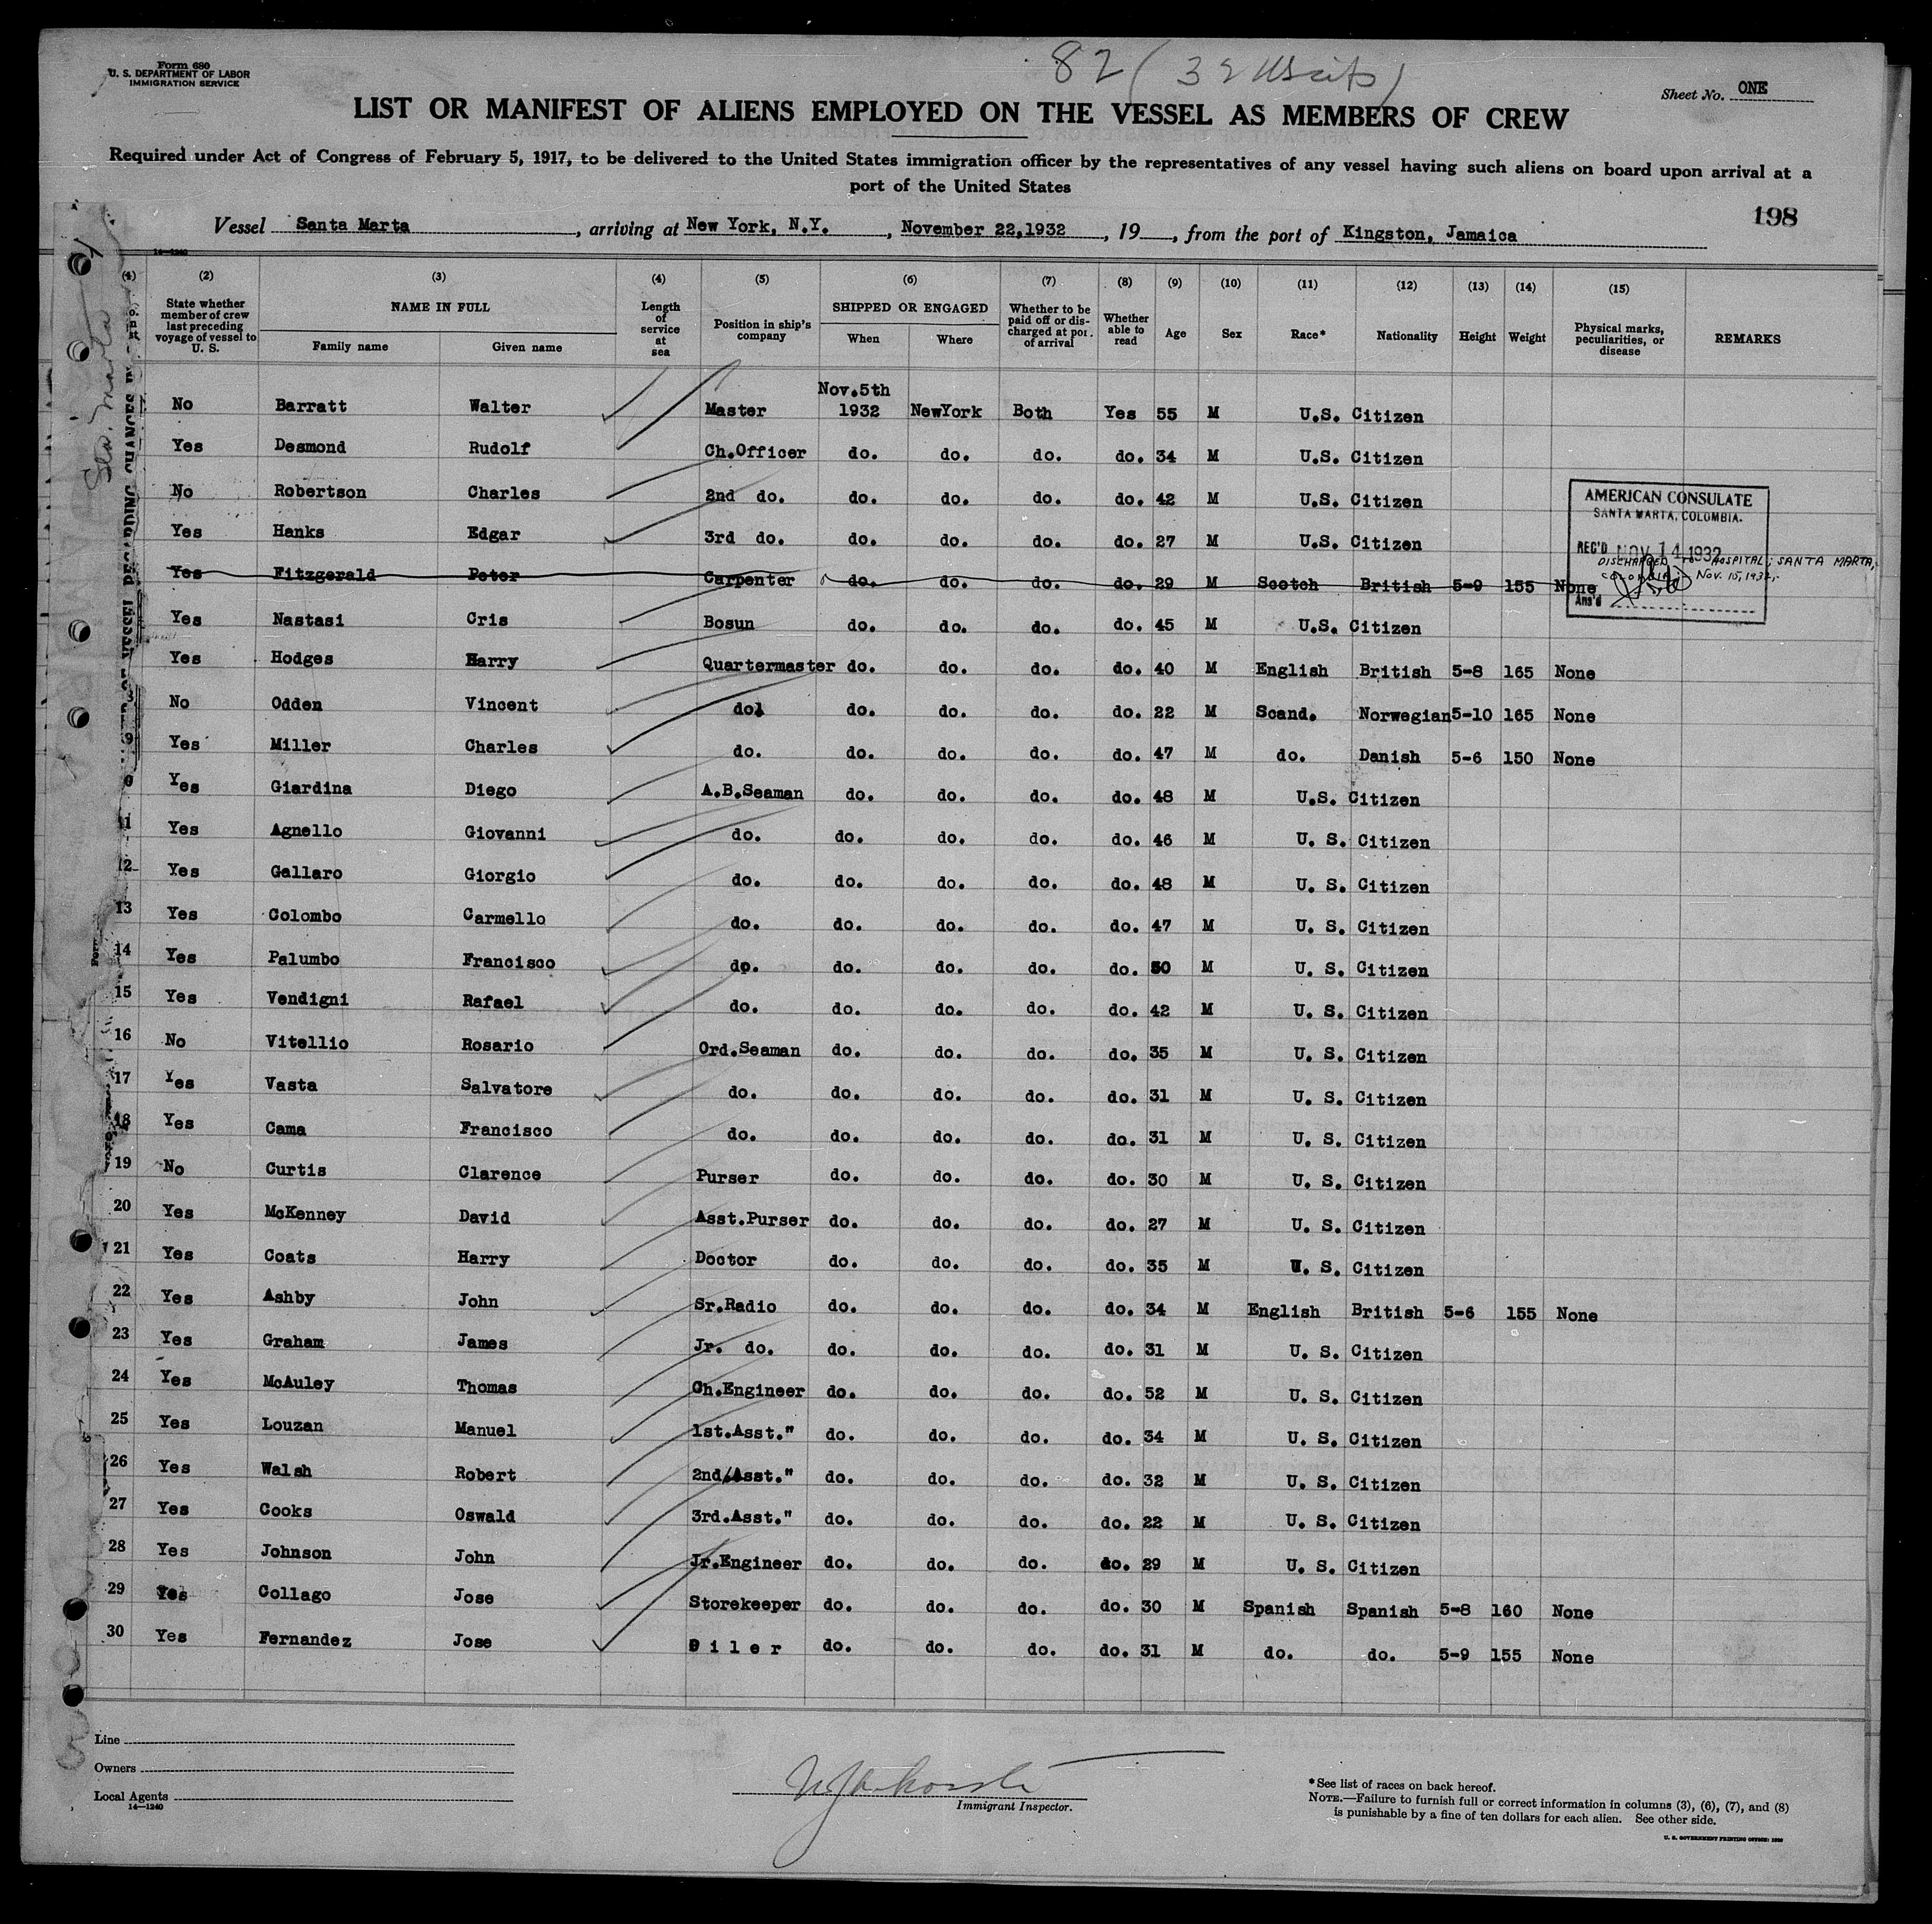 Form 680
U. S. DEPARTMENT OF LABOR
IMMIGRATION SERVICE
82 (
Sheet No. ONE
LIST OR MANIFEST OF ALIENS EMPLOYED ON THE VESSEL AS MEMBERS OF CREW
Required under Act of Congress of February 5, 1917, to be delivered to the United States immigration officer by the representatives of any vessel having such aliens on board upon arrival at a
port of the United States
198
Vessel Santa Marta, arriving at New York, N.Y., November 22,1932, 19, from the port of Kingston, Jamaica
14—1240
Sta. Marta
(1) (2) (3) (4) (5) (6) (7) (8) (9) (10) (11) (12) (13) (14) (15)
State whether member of crew last preceding voyage of vessel to U. S. NAME IN FULL Family name Given name Length of service at sea Position in ship's company SHIPPED OR ENGAGED When Where Whether to be paid off or discharged at port of arrival Whether able to read Age Sex Race* Nationality Height Weight Physical marks, peculiarities, or disease REMARKS
No Barratt Walter Master Nov.5th 1932 NewYork Both Yes 55 M U.S. Citizen
Yes Desmond Rudolf Ch.Officer do. do. do. do. 34 M U.S. Citizen
No Robertson Charles 2nd do. do. do. do. do. 42 M U.S. Citizen
Yes Hanks Edgar 3rd do. do. do. do. do. 27 M U.S. Citizen
AMERICAN CONSULATE
SANTA MARTA, COLOMBIA.
REC'D NOV 14 1932
Ans'd
DISCHARGED TO HOSPITAL; SANTA MARTA,
COLOMBIA; Nov. 15, 1932,-
Yes Fitzgerald Peter Carpenter do. do. do. do. 29 M Scotch British 5-9 155 None
Yes Nastasi Cris Bosun do. do. do. do. 45 M U.S. Citizen
Yes Hodges Harry Quartermaster do. do. do. do. 40 M English British 5-8 165 None
No Odden Vincent do. do. do. do. do. 22 M Scand. Norwegian 5-10 165 None
9 Yes Miller Charles do. do. do. do. do. 47 M do. Danish 5-6 150 None
0 Yes Giardina Diego A.B.Seaman do. do. do. do. 48 M U.S. Citizen
11 Yes Agnello Giovanni do. do. do. do. do. 46 M U. S. Citizen
12 Yes Gallaro Giorgio do. do. do. do. do. 48 M U. S. Citizen
13 Yes Colombo Carmello do. do. do. do. do. 47 M U. S. Citizen
14 Yes Palumbo Francisco do. do. do. do. do. 50 M U. S. Citizen
15 Yes Vendigni Rafael do. do. do. do. do. 42 M U. S. Citizen
16 No Vitellio Rosario Ord.Seaman do. do. do. do. 35 M U. S. Citizen
17 Yes Vasta Salvatore do. do. do. do. do. 31 M U. S. Citizen
18 Yes Cama Francisco do. do. do. do. do. 31 M U. S. Citizen
19 No Curtis Clarence Purser do. do. do. do. 30 M U. S. Citizen
20 Yes McKenney David Asst.Purser do. do. do. do. 27 M U. S. Citizen
21 Yes Coats Harry Doctor do. do. do. do. 35 M U. S. Citizen
22 Yes Ashby John Sr.Radio do. do. do. do. 34 M English British 5-6 155 None
23 Yes Graham James Jr. do. do. do. do. do. 31 M U. S. Citizen
24 Yes McAuley Thomas Ch.Engineer do. do. do. do. 52 M U. S. Citizen
25 Yes Louzan Manuel 1st.Asst." do. do. do. do. 34 M U. S. Citizen
26 Yes Walsh Robert 2nd.Asst." do. do. do. do. 32 M U. S. Citizen
27 Yes Cooks Oswald 3rd.Asst." do. do. do. do. 22 M U. S. Citizen
28 Yes Johnson John Jr.Engineer do. do. do. do. 29 M U. S. Citizen
29 Yes Collago Jose Storekeeper do. do. do. do. 30 M Spanish Spanish 5-8 160 None
30 Yes Fernandez Jose Oiler do. do. do. do. 31 M do. do. 5-9 155 None
Line
Owners
Local Agents
14—1240
Immigrant Inspector.
*See list of races on back hereof.
NOTE.—Failure to furnish full or correct information in columns (3), (6), (7), and (8)
is punishable by a fine of ten dollars for each alien. See other side.